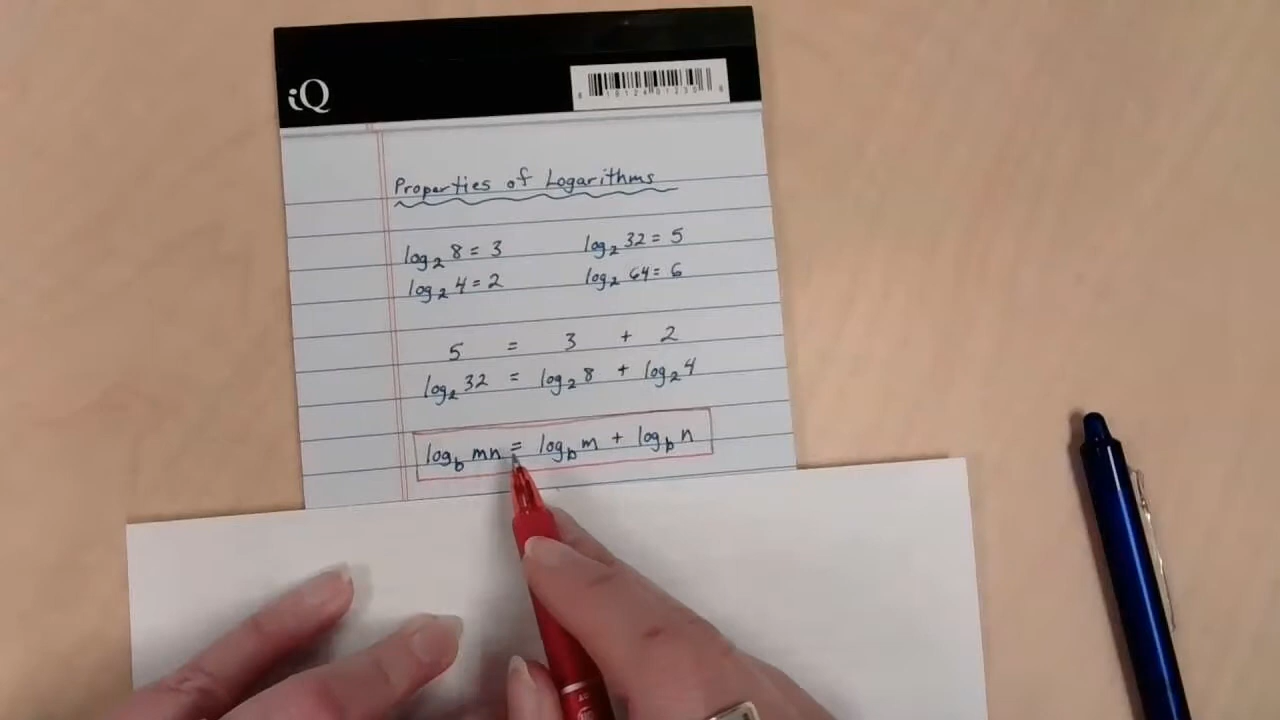 iQ
Properties of Logarithms
log₂ 8 = 3 log₂ 32 = 5
log₂ 4 = 2 log₂ 64 = 6
5 = 3 + 2
log₂ 32 = log₂ 8 + log₂ 4
log_b mn = log_b m + log_b n